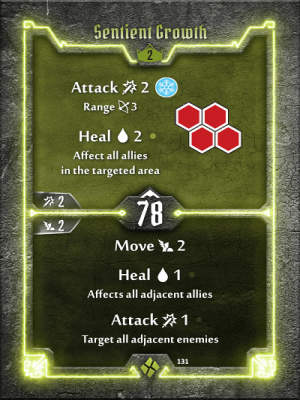 Sentient Growth
2
Attack 2
Range 3
Heal 2
Affect all allies
in the targeted area
2
78
2
Move 2
Heal 1
Affects all adjacent allies
Attack 1
Target all adjacent enemies
131